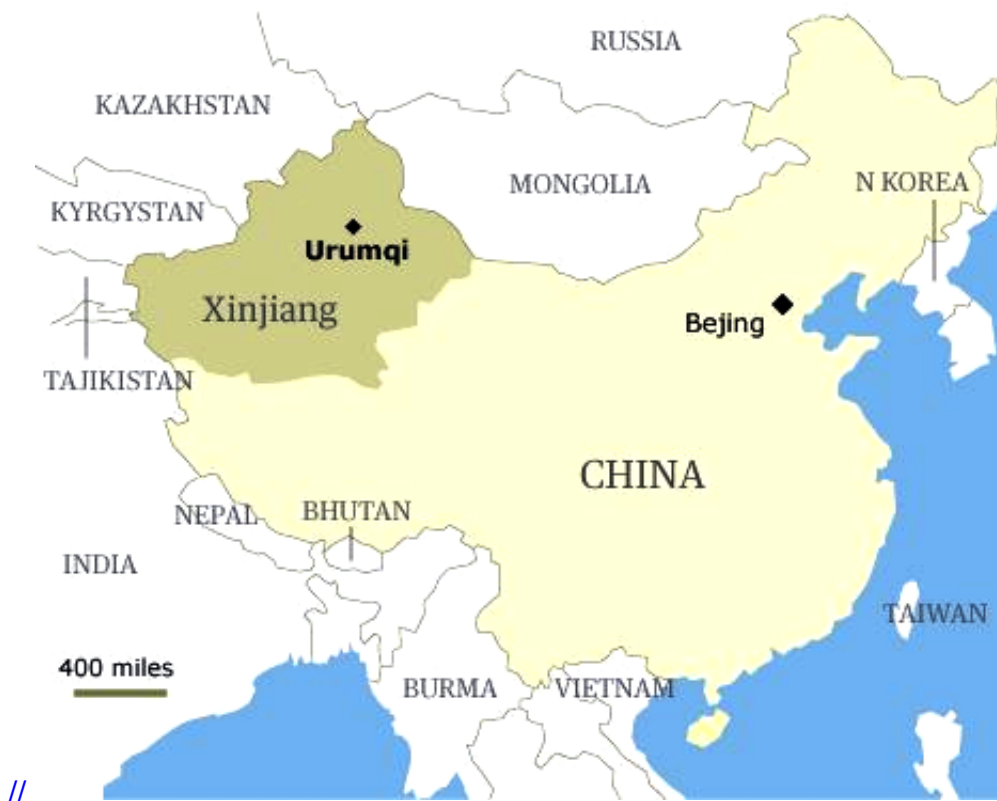 RUSSIA
KAZAKHSTAN
MONGOLIA
N KOREA
KYRGYSTAN
Urumqi
Xinjiang
Bejing
TAJIKISTAN
CHINA
NEPAL
BHUTAN
INDIA
TAIWAN
400 miles
BURMA
VIETNAM
//